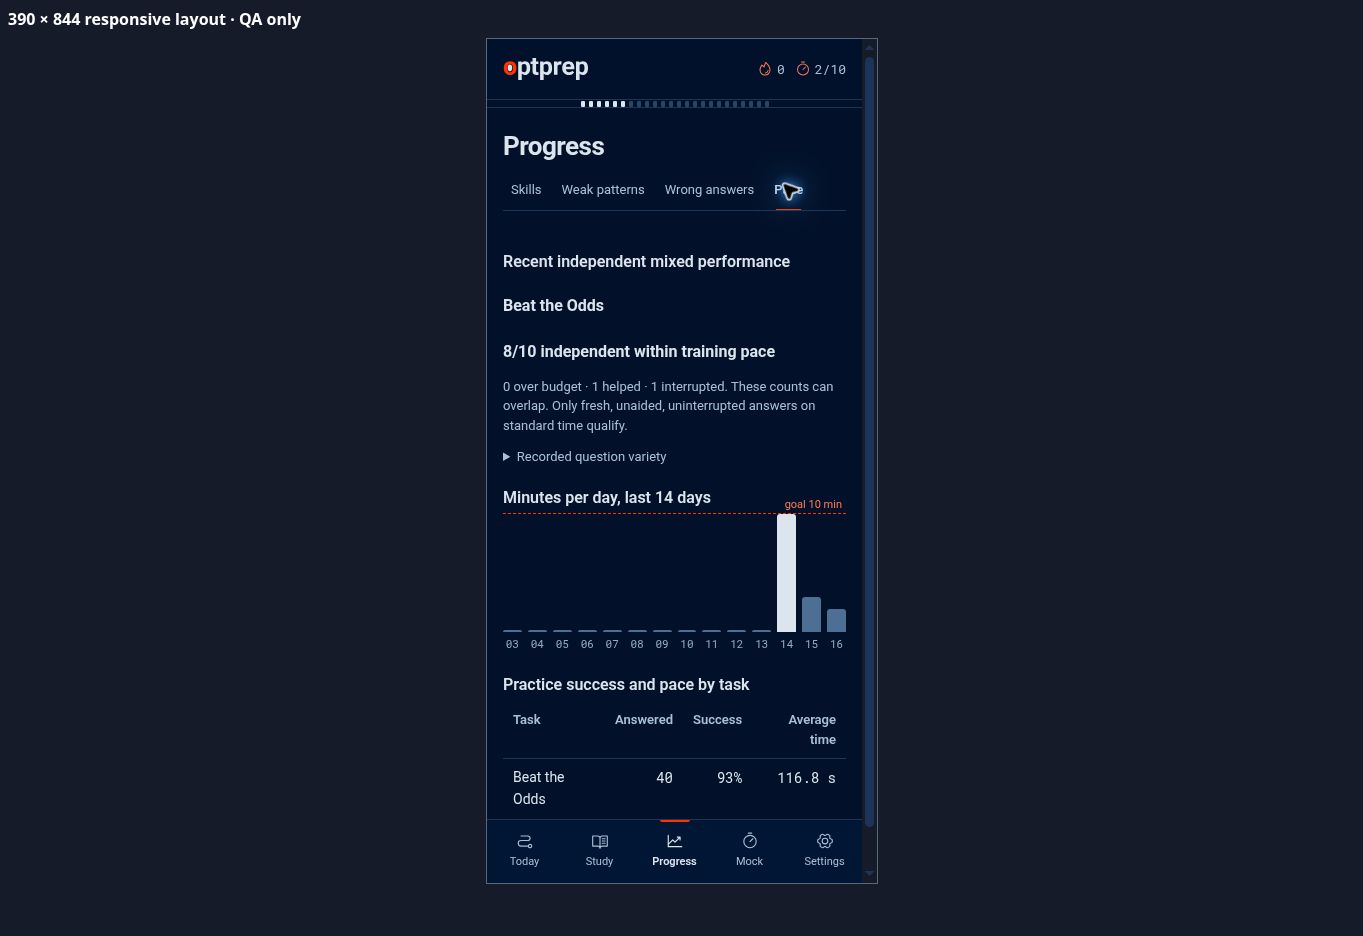 390 × 844 responsive layout · QA only
optprep
0 2/10
Progress
Skills Weak patterns Wrong answers
Recent independent mixed performance
Beat the Odds
8/10 independent within training pace
0 over budget · 1 helped · 1 interrupted. These counts can
overlap. Only fresh, unaided, uninterrupted answers on
standard time qualify.
Recorded question variety
Minutes per day, last 14 days
goal 10 min
03 04 05 06 07 08 09 10 11 12 13 14 15 16
Practice success and pace by task
Task Answered Success Average
time
Beat the 40 93% 116.8 s
Odds
Today Study Progress Mock Settings